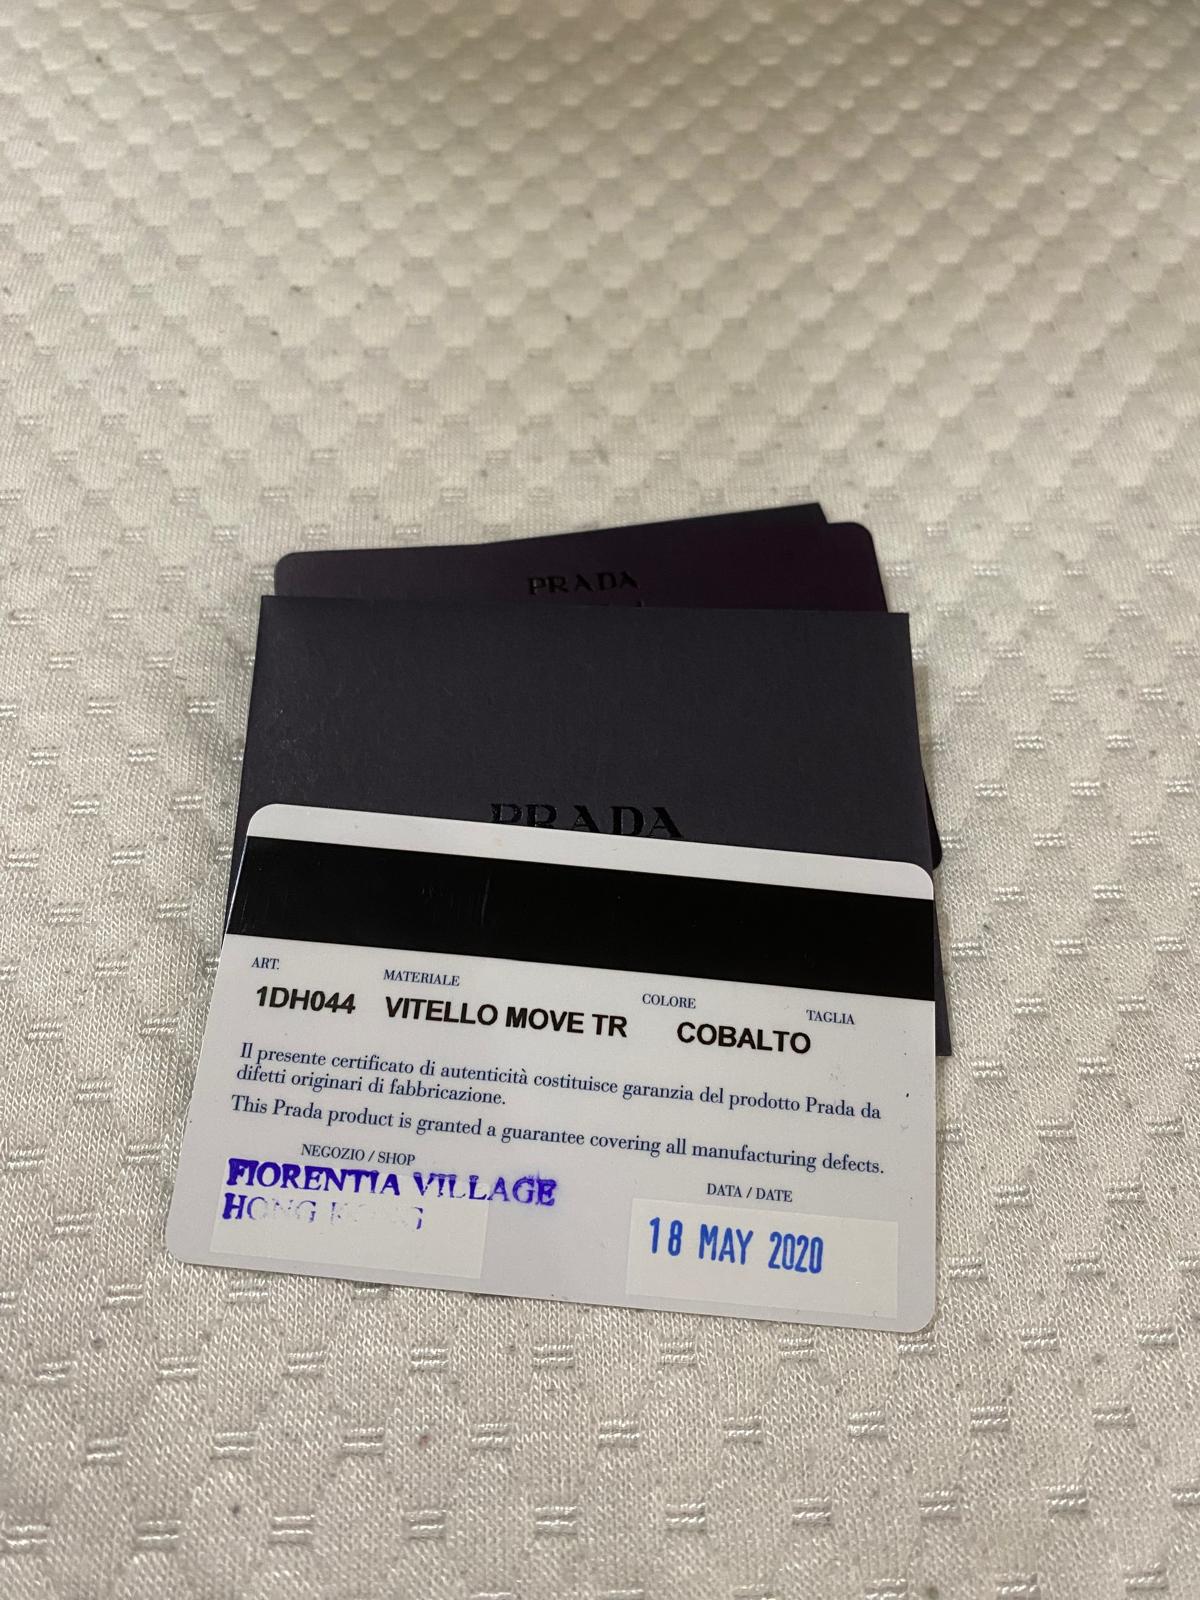 PRADA
PRADA
ART. MATERIALE COLORE TAGLIA
1DH044 VITELLO MOVE TR COBALTO
Il presente certificato di autenticità costituisce garanzia del prodotto Prada da
difetti originari di fabbricazione.
This Prada product is granted a guarantee covering all manufacturing defects.
NEGOZIO / SHOP
FIORENTIA VILLAGE
HONG KONG
DATA / DATE
18 MAY 2020